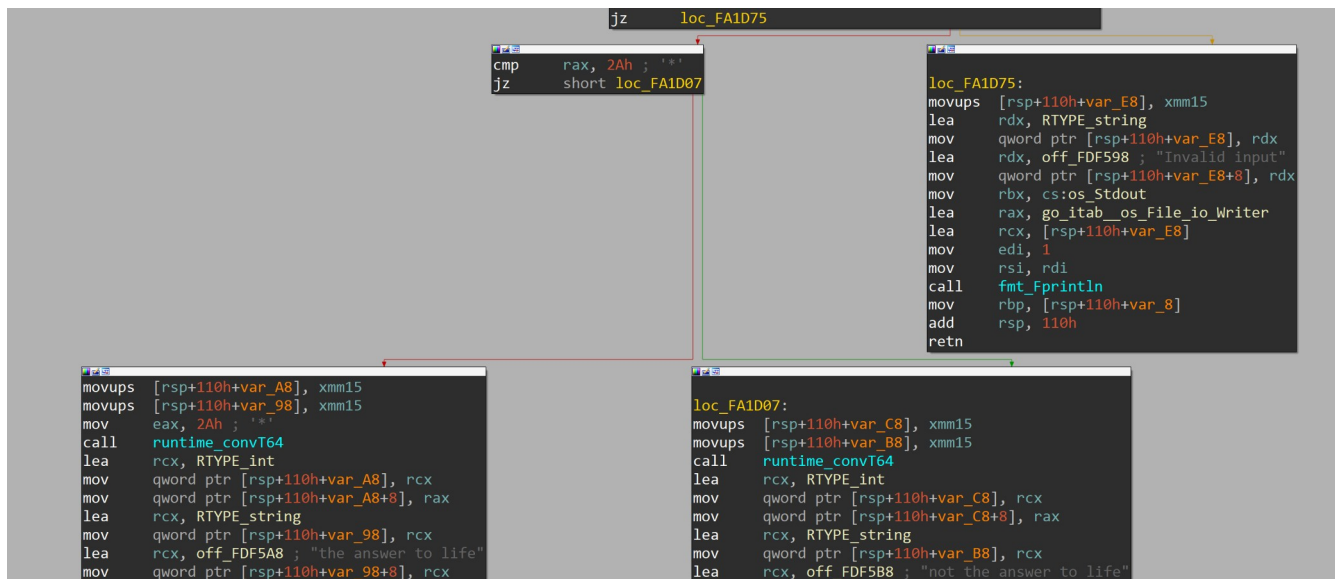 jz loc_FA1D75
cmp rax, 2Ah ; '*'
jz short loc_FA1D07
loc_FA1D75:
movups [rsp+110h+var_E8], xmm15
lea rdx, RTYPE_string
mov qword ptr [rsp+110h+var_E8], rdx
lea rdx, off_FDF598 ; "Invalid input"
mov qword ptr [rsp+110h+var_E8+8], rdx
mov rbx, cs:os_Stdout
lea rax, go_itab__os_File_io_Writer
lea rcx, [rsp+110h+var_E8]
mov edi, 1
mov rsi, rdi
call fmt_Fprintln
mov rbp, [rsp+110h+var_8]
add rsp, 110h
retn
movups [rsp+110h+var_A8], xmm15
movups [rsp+110h+var_98], xmm15
mov eax, 2Ah ; '*'
call runtime_convT64
lea rcx, RTYPE_int
mov qword ptr [rsp+110h+var_A8], rcx
mov qword ptr [rsp+110h+var_A8+8], rax
lea rcx, RTYPE_string
mov qword ptr [rsp+110h+var_98], rcx
lea rcx, off_FDF5A8 ; "the answer to life"
mov qword ptr [rsp+110h+var_98+8], rcx
loc_FA1D07:
movups [rsp+110h+var_C8], xmm15
movups [rsp+110h+var_B8], xmm15
call runtime_convT64
lea rcx, RTYPE_int
mov qword ptr [rsp+110h+var_C8], rcx
mov qword ptr [rsp+110h+var_C8+8], rax
lea rcx, RTYPE_string
mov qword ptr [rsp+110h+var_B8], rcx
lea rcx, off_FDF5B8 ; "not the answer to life"